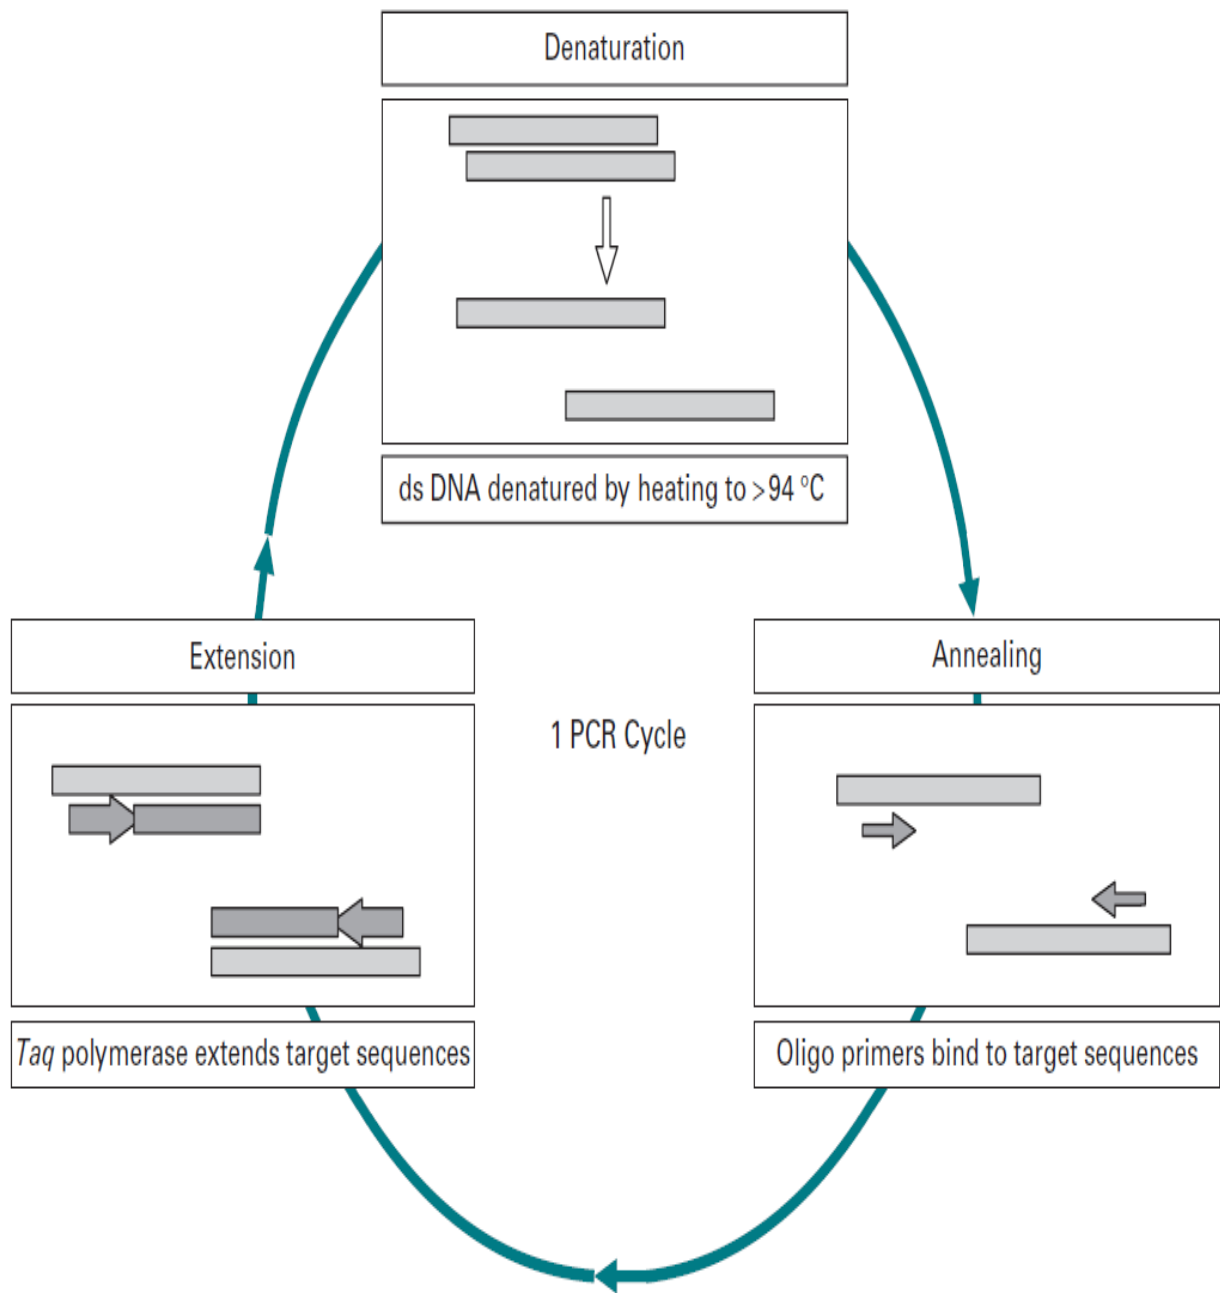 Denaturation
ds DNA denatured by heating to >94 °C
Extension
Annealing
1 PCR Cycle
Taq polymerase extends target sequences
Oligo primers bind to target sequences